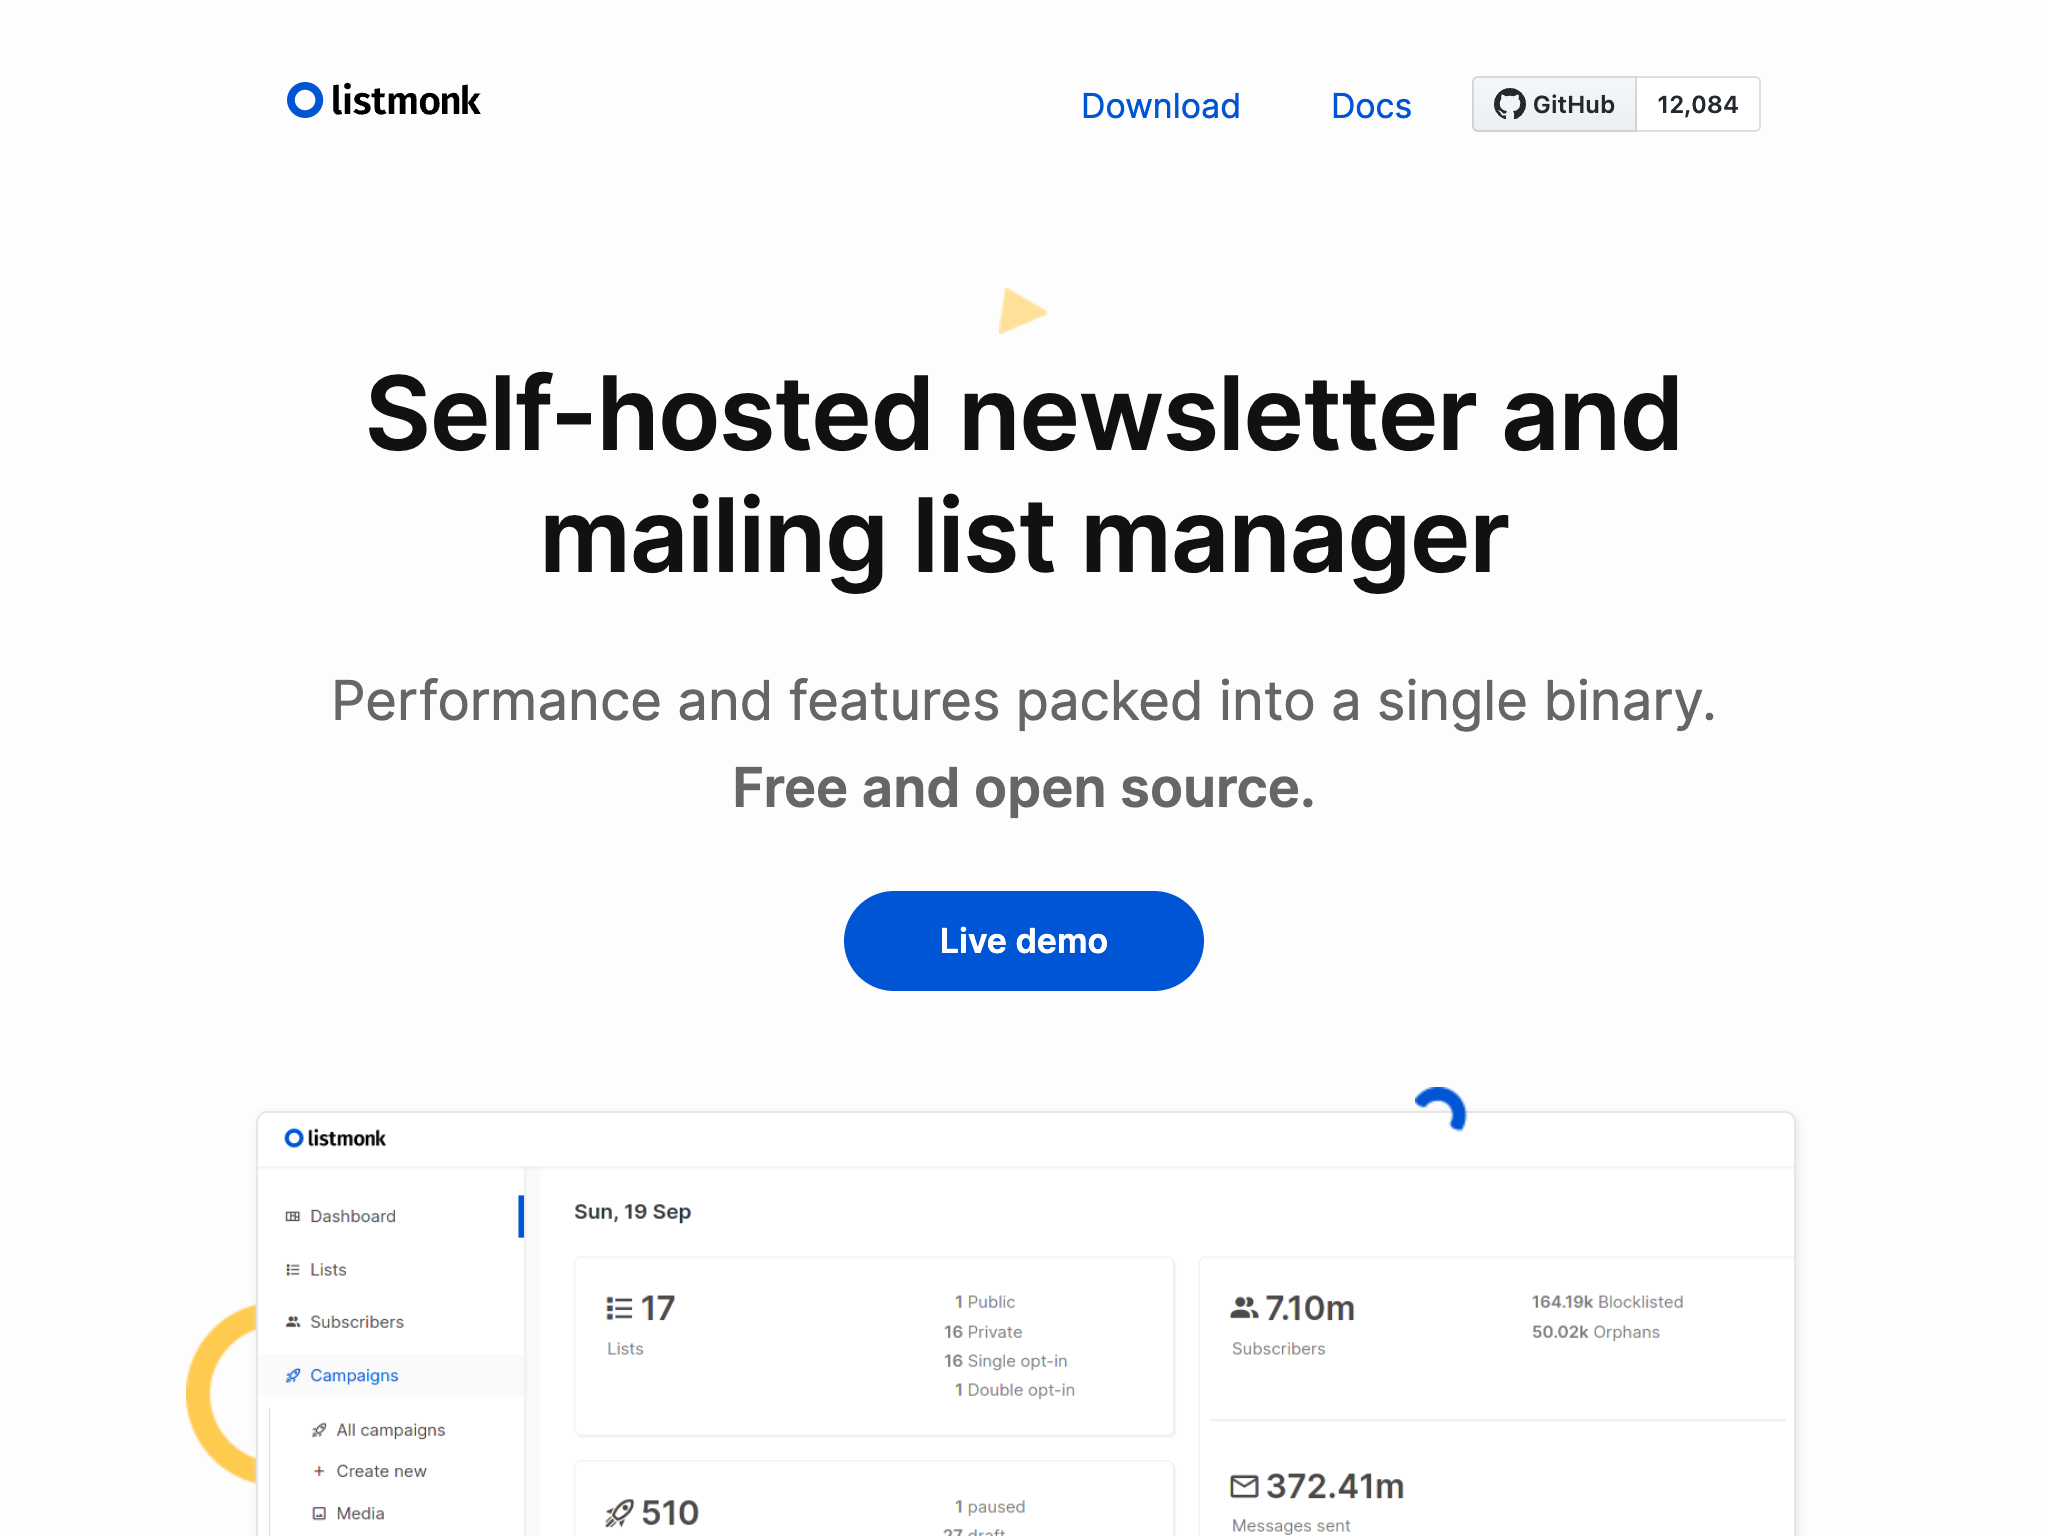 listmonk
Download
Docs
GitHub
12,084
Self-hosted newsletter and
mailing list manager
Performance and features packed into a single binary.
Free and open source.
Live demo
listmonk
Dashboard
Lists
Subscribers
Campaigns
All campaigns
Create new
Media
Sun, 19 Sep
17
Lists
1 Public
16 Private
16 Single opt-in
1 Double opt-in
7.10m
Subscribers
164.19k Blocklisted
50.02k Orphans
510
1 paused
27 draft
372.41m
Messages sent